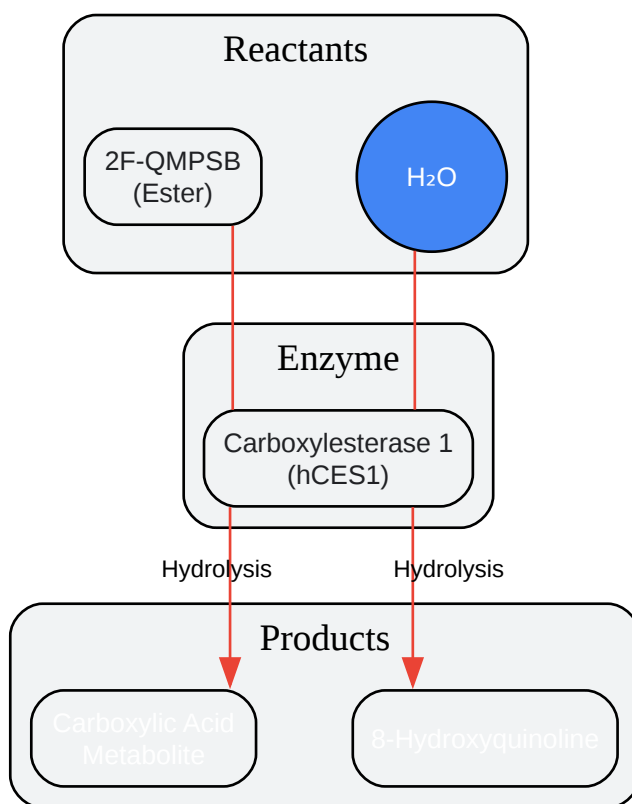 Reactants
2F-QMPSB
(Ester)
H₂O
Enzyme
Carboxylesterase 1
(hCES1)
Hydrolysis
Hydrolysis
Products
Carboxylic Acid
Metabolite
8-Hydroxyquinoline